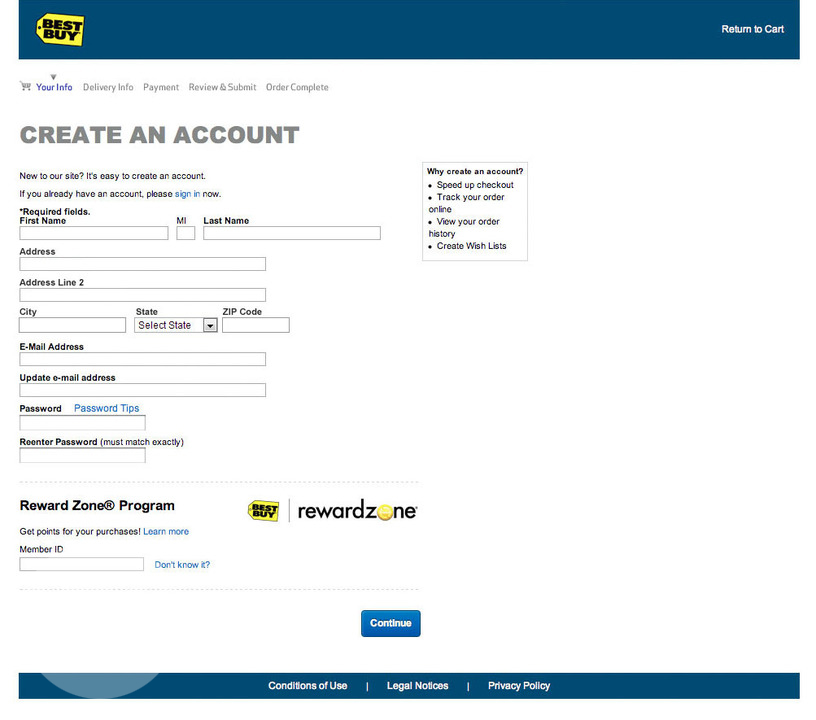 BEST BUY
Return to Cart
Your Info Delivery Info Payment Review & Submit Order Complete
CREATE AN ACCOUNT
New to our site? It's easy to create an account.
If you already have an account, please sign in now.
*Required fields.
First Name MI Last Name
Address
Address Line 2
City State ZIP Code
Select State
E-Mail Address
Update e-mail address
Password Password Tips
Reenter Password (must match exactly)
Why create an account?
• Speed up checkout
• Track your order
online
• View your order
history
• Create Wish Lists
Reward Zone® Program
BEST BUY | rewardzone
Get points for your purchases! Learn more
Member ID
Don't know it?
Continue
Conditions of Use | Legal Notices | Privacy Policy